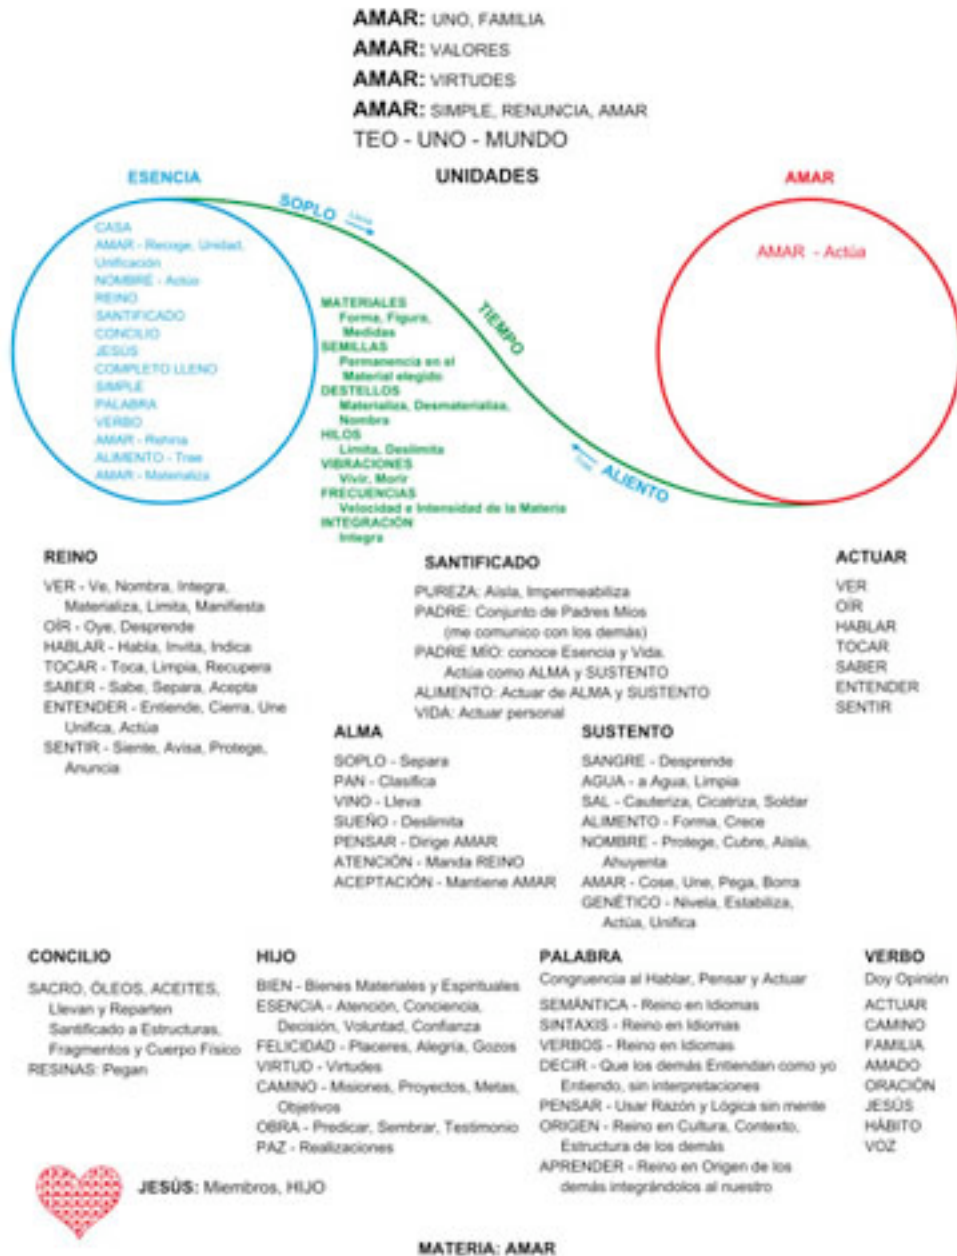 AMAR: UNO, FAMILIA
AMAR: VALORES
AMAR: VIRTUDES
AMAR: SIMPLE, RENUNCIA, AMAR
TEO - UNO - MUNDO
ESENCIA
UNIDADES
AMAR
SOPLO
Lleva
TIEMPO
ALIENTO
CASA
AMAR - Recoge, Unidad,
Unificación
NOMBRE - Actúa
REINO
SANTIFICADO
CONCILIO
JESÚS
COMPLETO LLENO
SIMPLE
PALABRA
VERBO
AMAR - Rehina
ALIMENTO - Trae
AMAR - Materializa
MATERIALES
Forma, Figura,
Medidas
SEMILLAS
Permanencia en el
Material elegido
DESTELLOS
Materializa, Desmaterializa,
Nombra
HILOS
Limita, Deslimita
VIBRACIONES
Vivir, Morir
FRECUENCIAS
Velocidad e Intensidad de la Materia
INTEGRACIÓN
Integra
AMAR - Actúa
REINO
VER - Ve, Nombra, Integra,
Materializa, Limita, Manifiesta
OÍR - Oye, Desprende
HABLAR - Habla, Invita, Indica
TOCAR - Toca, Limpia, Recupera
SABER - Sabe, Separa, Acepta
ENTENDER - Entiende, Cierra, Une
Unifica, Actúa
SENTIR - Siente, Avisa, Protege,
Anuncia
SANTIFICADO
PUREZA: Aísla, Impermeabiliza
PADRE: Conjunto de Padres Míos
(me comunico con los demás)
PADRE MÍO: conoce Esencia y Vida.
Actúa como ALMA y SUSTENTO
ALIMENTO: Actuar de ALMA y SUSTENTO
VIDA: Actuar personal
ACTUAR
VER
OÍR
HABLAR
TOCAR
SABER
ENTENDER
SENTIR
ALMA
SOPLO - Separa
PAN - Clasifica
VINO - Lleva
SUEÑO - Deslimita
PENSAR - Dirige AMAR
ATENCIÓN - Manda REINO
ACEPTACIÓN - Mantiene AMAR
SUSTENTO
SANGRE - Desprende
AGUA - a Agua, Limpia
SAL - Cauteriza, Cicatriza, Soldar
ALIMENTO - Forma, Crece
NOMBRE - Protege, Cubre, Aísla,
Ahuyenta
AMAR - Cose, Une, Pega, Borra
GENÉTICO - Nivela, Estabiliza,
Actúa, Unifica
CONCILIO
SACRO, ÓLEOS, ACEITES,
Llevan y Reparten
Santificado a Estructuras,
Fragmentos y Cuerpo Físico
RESINAS: Pegan
HIJO
BIEN - Bienes Materiales y Espirituales
ESENCIA - Atención, Conciencia,
Decisión, Voluntad, Confianza
FELICIDAD - Placeres, Alegría, Gozos
VIRTUD - Virtudes
CAMINO - Misiones, Proyectos, Metas,
Objetivos
OBRA - Predicar, Sembrar, Testimonio
PAZ - Realizaciones
PALABRA
Congruencia al Hablar, Pensar y Actuar
SEMÁNTICA - Reino en Idiomas
SINTAXIS - Reino en Idiomas
VERBOS - Reino en Idiomas
DECIR - Que los demás Entiendan como yo
Entiendo, sin interpretaciones
PENSAR - Usar Razón y Lógica sin mente
ORIGEN - Reino en Cultura, Contexto,
Estructura de los demás
APRENDER - Reino en Origen de los
demás integrándolos al nuestro
VERBO
Doy Opinión
ACTUAR
CAMINO
FAMILIA
AMADO
ORACIÓN
JESÚS
HÁBITO
VOZ
JESÚS: Miembros, HIJO
MATERIA: AMAR